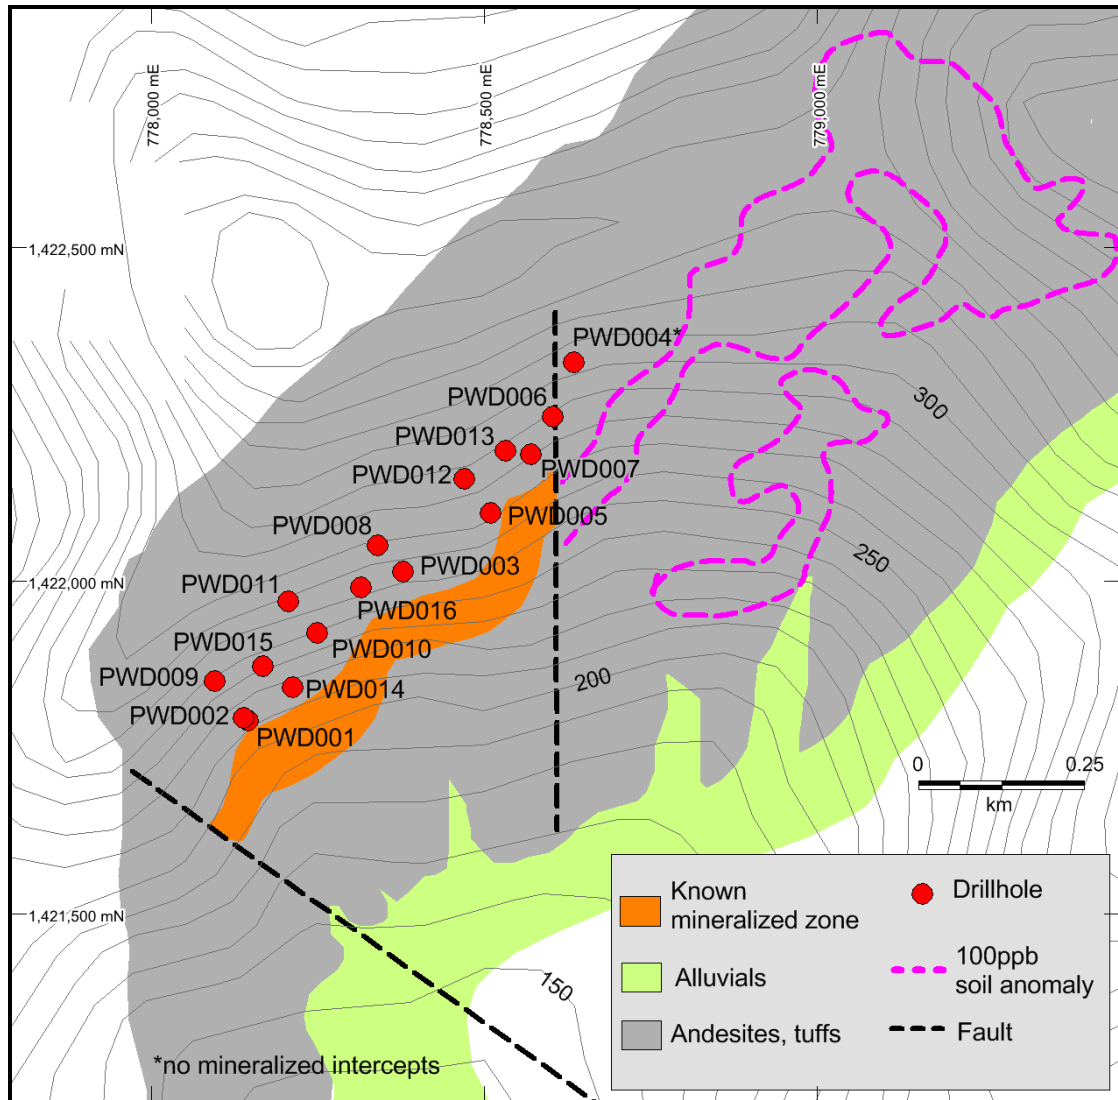 778,000 mE
778,500 mE
779,000 mE
1,422,500 mN
PWD004*
PWD006
PWD013
PWD007
PWD012
300
PWD005
PWD008
250
PWD003
1,422,000 mN
PWD011
PWD016
PWD010
PWD015
PWD009
PWD014
200
PWD002
PWD001
0 0.25
km
Known
mineralized zone
Drillhole
1,421,500 mN
100ppb
soil anomaly
Alluvials
150
Andesites, tuffs
Fault
*no mineralized intercepts